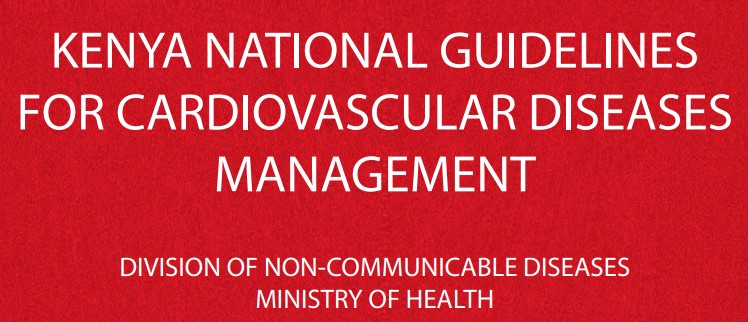 KENYA NATIONAL GUIDELINES
FOR CARDIOVASCULAR DISEASES
MANAGEMENT
DIVISION OF NON-COMMUNICABLE DISEASES
MINISTRY OF HEALTH